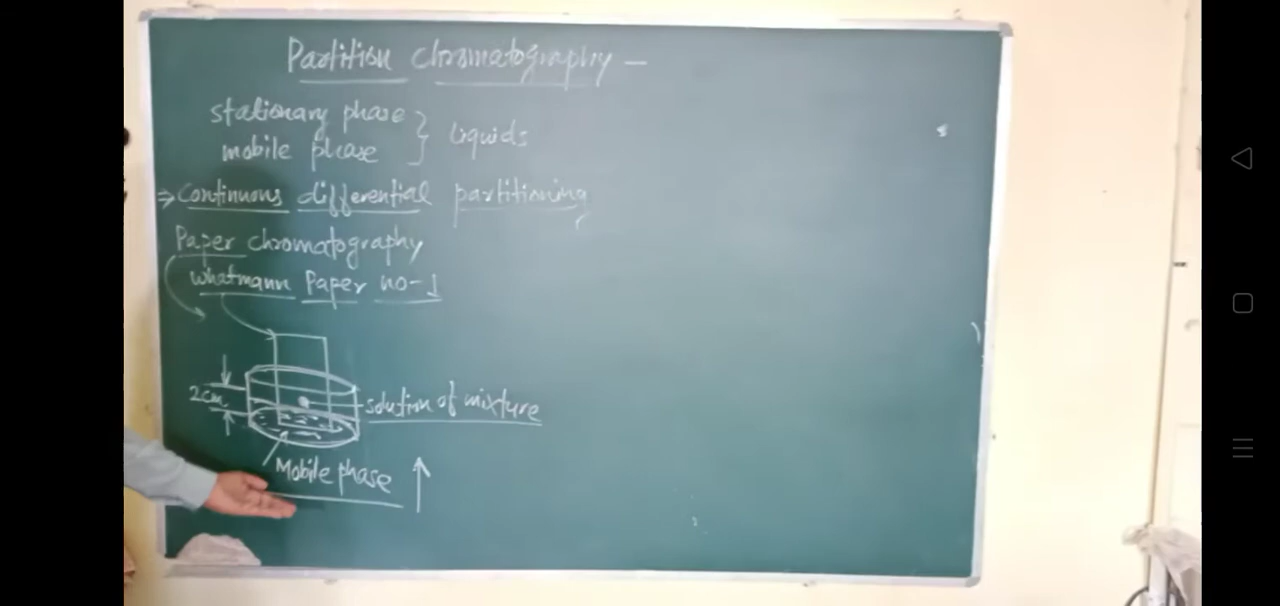 Partition chromatography —
stationary phase
mobile phase } Liquids
⇒ Continuous differential partitioning
Paper chromatography
whatmann Paper no-1
2cm
solution of mixture
Mobile phase ↑